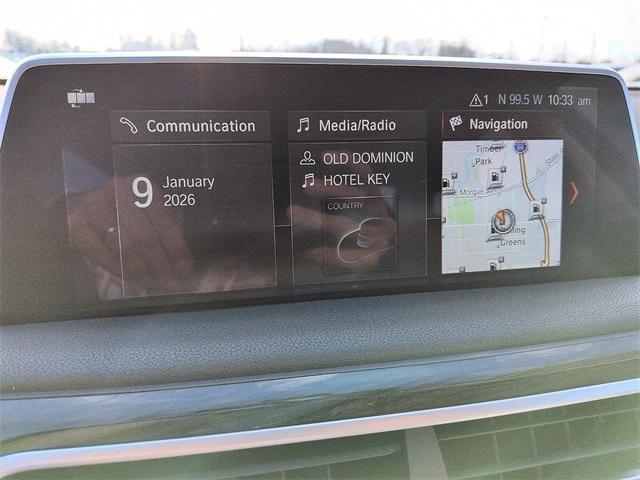 1 N 99.5 W 10:33 am
Communication
9 January
2026
Media/Radio
OLD DOMINION
HOTEL KEY
COUNTRY
Navigation
Timber
Park
E Morgan Ave
Greens